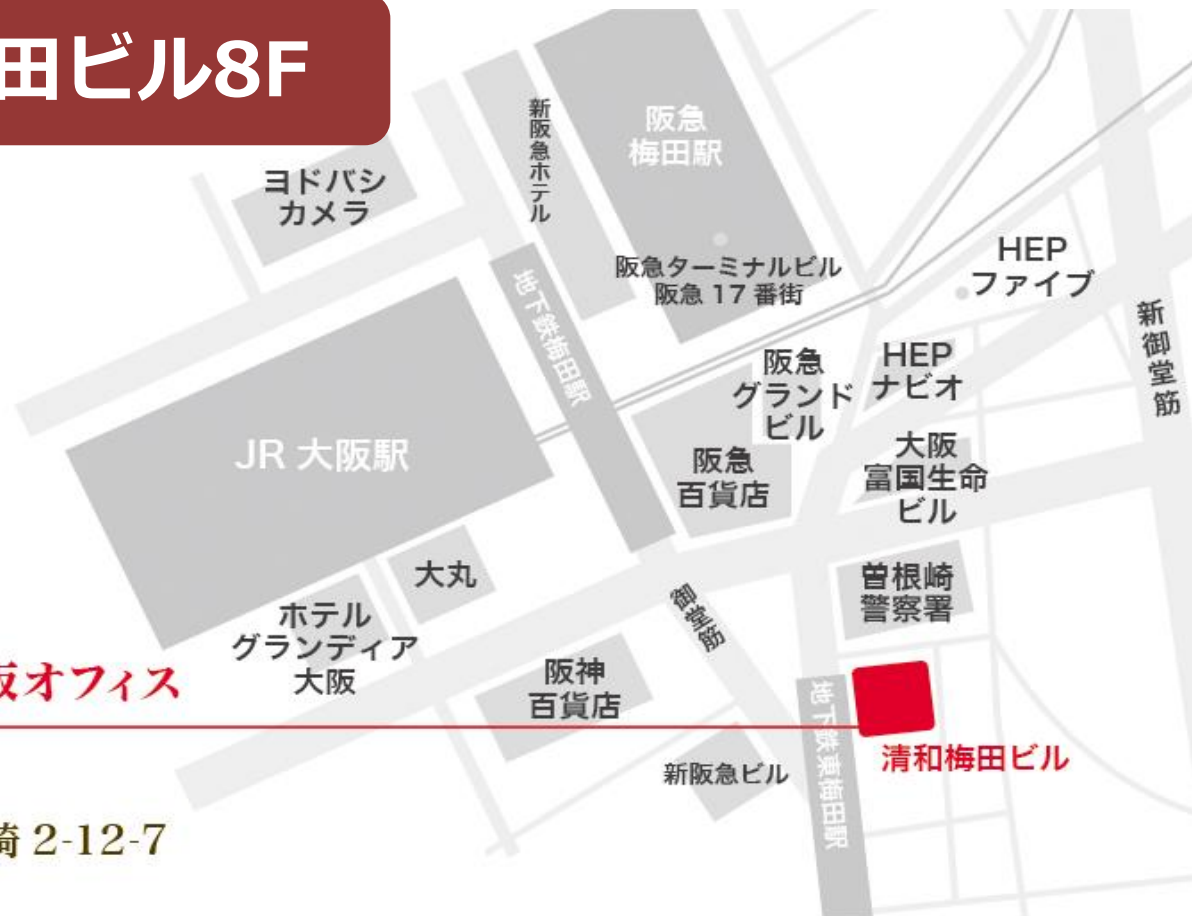 田ビル8F
新阪急ホテル
阪急
梅田駅
ヨドバシ
カメラ
阪急ターミナルビル
阪急 17 番街
HEP
ファイブ
新御堂筋
地下鉄梅田駅
阪急
グランド
ビル
HEP
ナビオ
JR 大阪駅
阪急
百貨店
大阪
富国生命
ビル
大丸
曽根崎
警察署
ホテル
グランディア
大阪
御堂筋
阪神
百貨店
阪オフィス
地下鉄東梅田駅
清和梅田ビル
新阪急ビル
崎 2-12-7